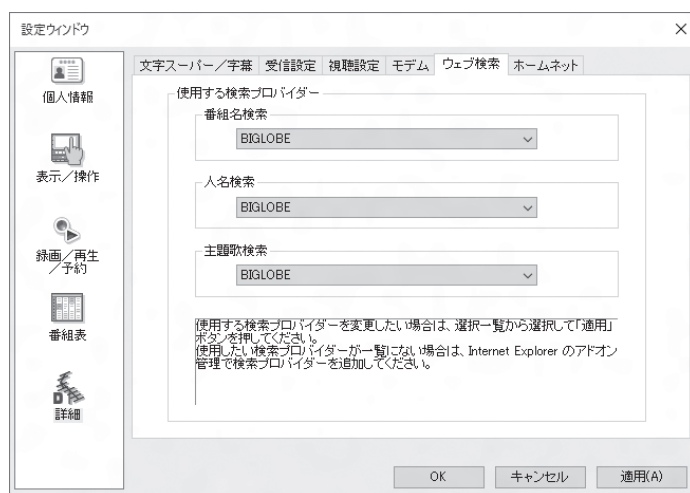 設定ウィンドウ
個人情報
表示／操作
録画／再生
／予約
番組表
詳細
文字スーパー／字幕 受信設定 視聴設定 モデム ウェブ検索 ホームネット
使用する検索プロバイダー
番組名検索
BIGLOBE
人名検索
BIGLOBE
主題歌検索
BIGLOBE
使用する検索プロバイダーを変更したい場合は、選択一覧から選択して「適用」
ボタンを押してください。
使用したい検索プロバイダーが一覧にない場合は、Internet Explorer のアドオン
管理で検索プロバイダーを追加してください。
OK キャンセル 適用(A)